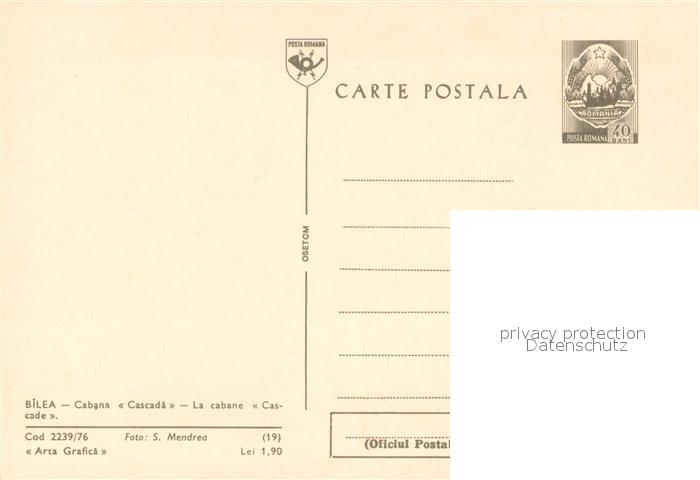 POSTA ROMANA
CARTE POSTALA
ROMANIA
POSTA ROMANA
40
BANI
OSETCM
privacy protection
Datenschutz
BÎLEA — Cabana « Cascadă » — La cabane « Cas-
cade ».
Cod 2239/76 Foto: S. Mendrea (19)
« Arta Grafică » Lei 1,90
(Oficiul Postal